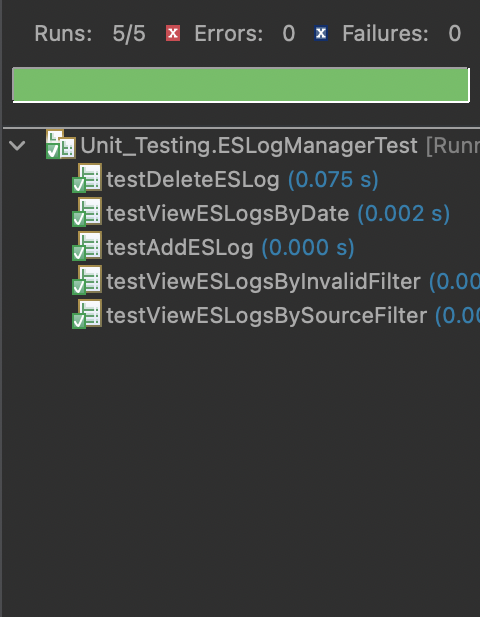 Runs: 5/5 Errors: 0 Failures: 0
Unit_Testing.ESLogManagerTest [Runn
testDeleteESLog (0.075 s)
testViewESLogsByDate (0.002 s)
testAddESLog (0.000 s)
testViewESLogsByInvalidFilter (0.00
testViewESLogsBySourceFilter (0.00